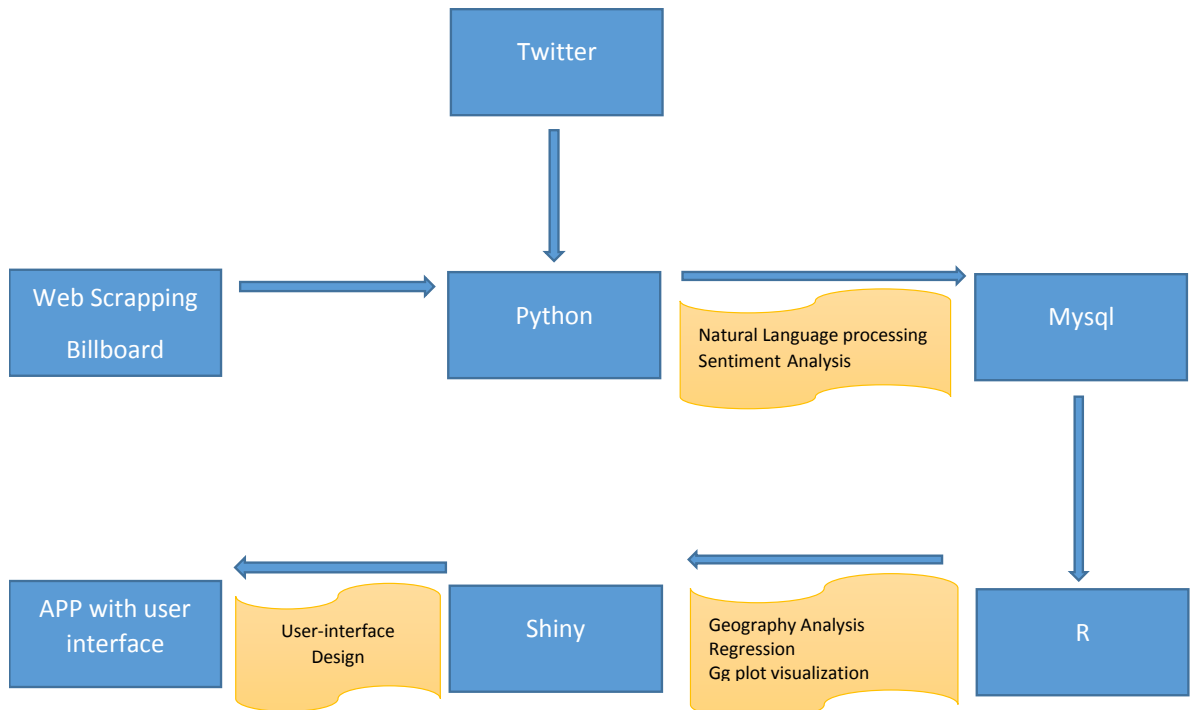 Twitter
Web Scrapping
Billboard
Python
Natural Language processing
Sentiment Analysis
Mysql
APP with user
interface
User-interface
Design
Shiny
Geography Analysis
Regression
Gg plot visualization
R